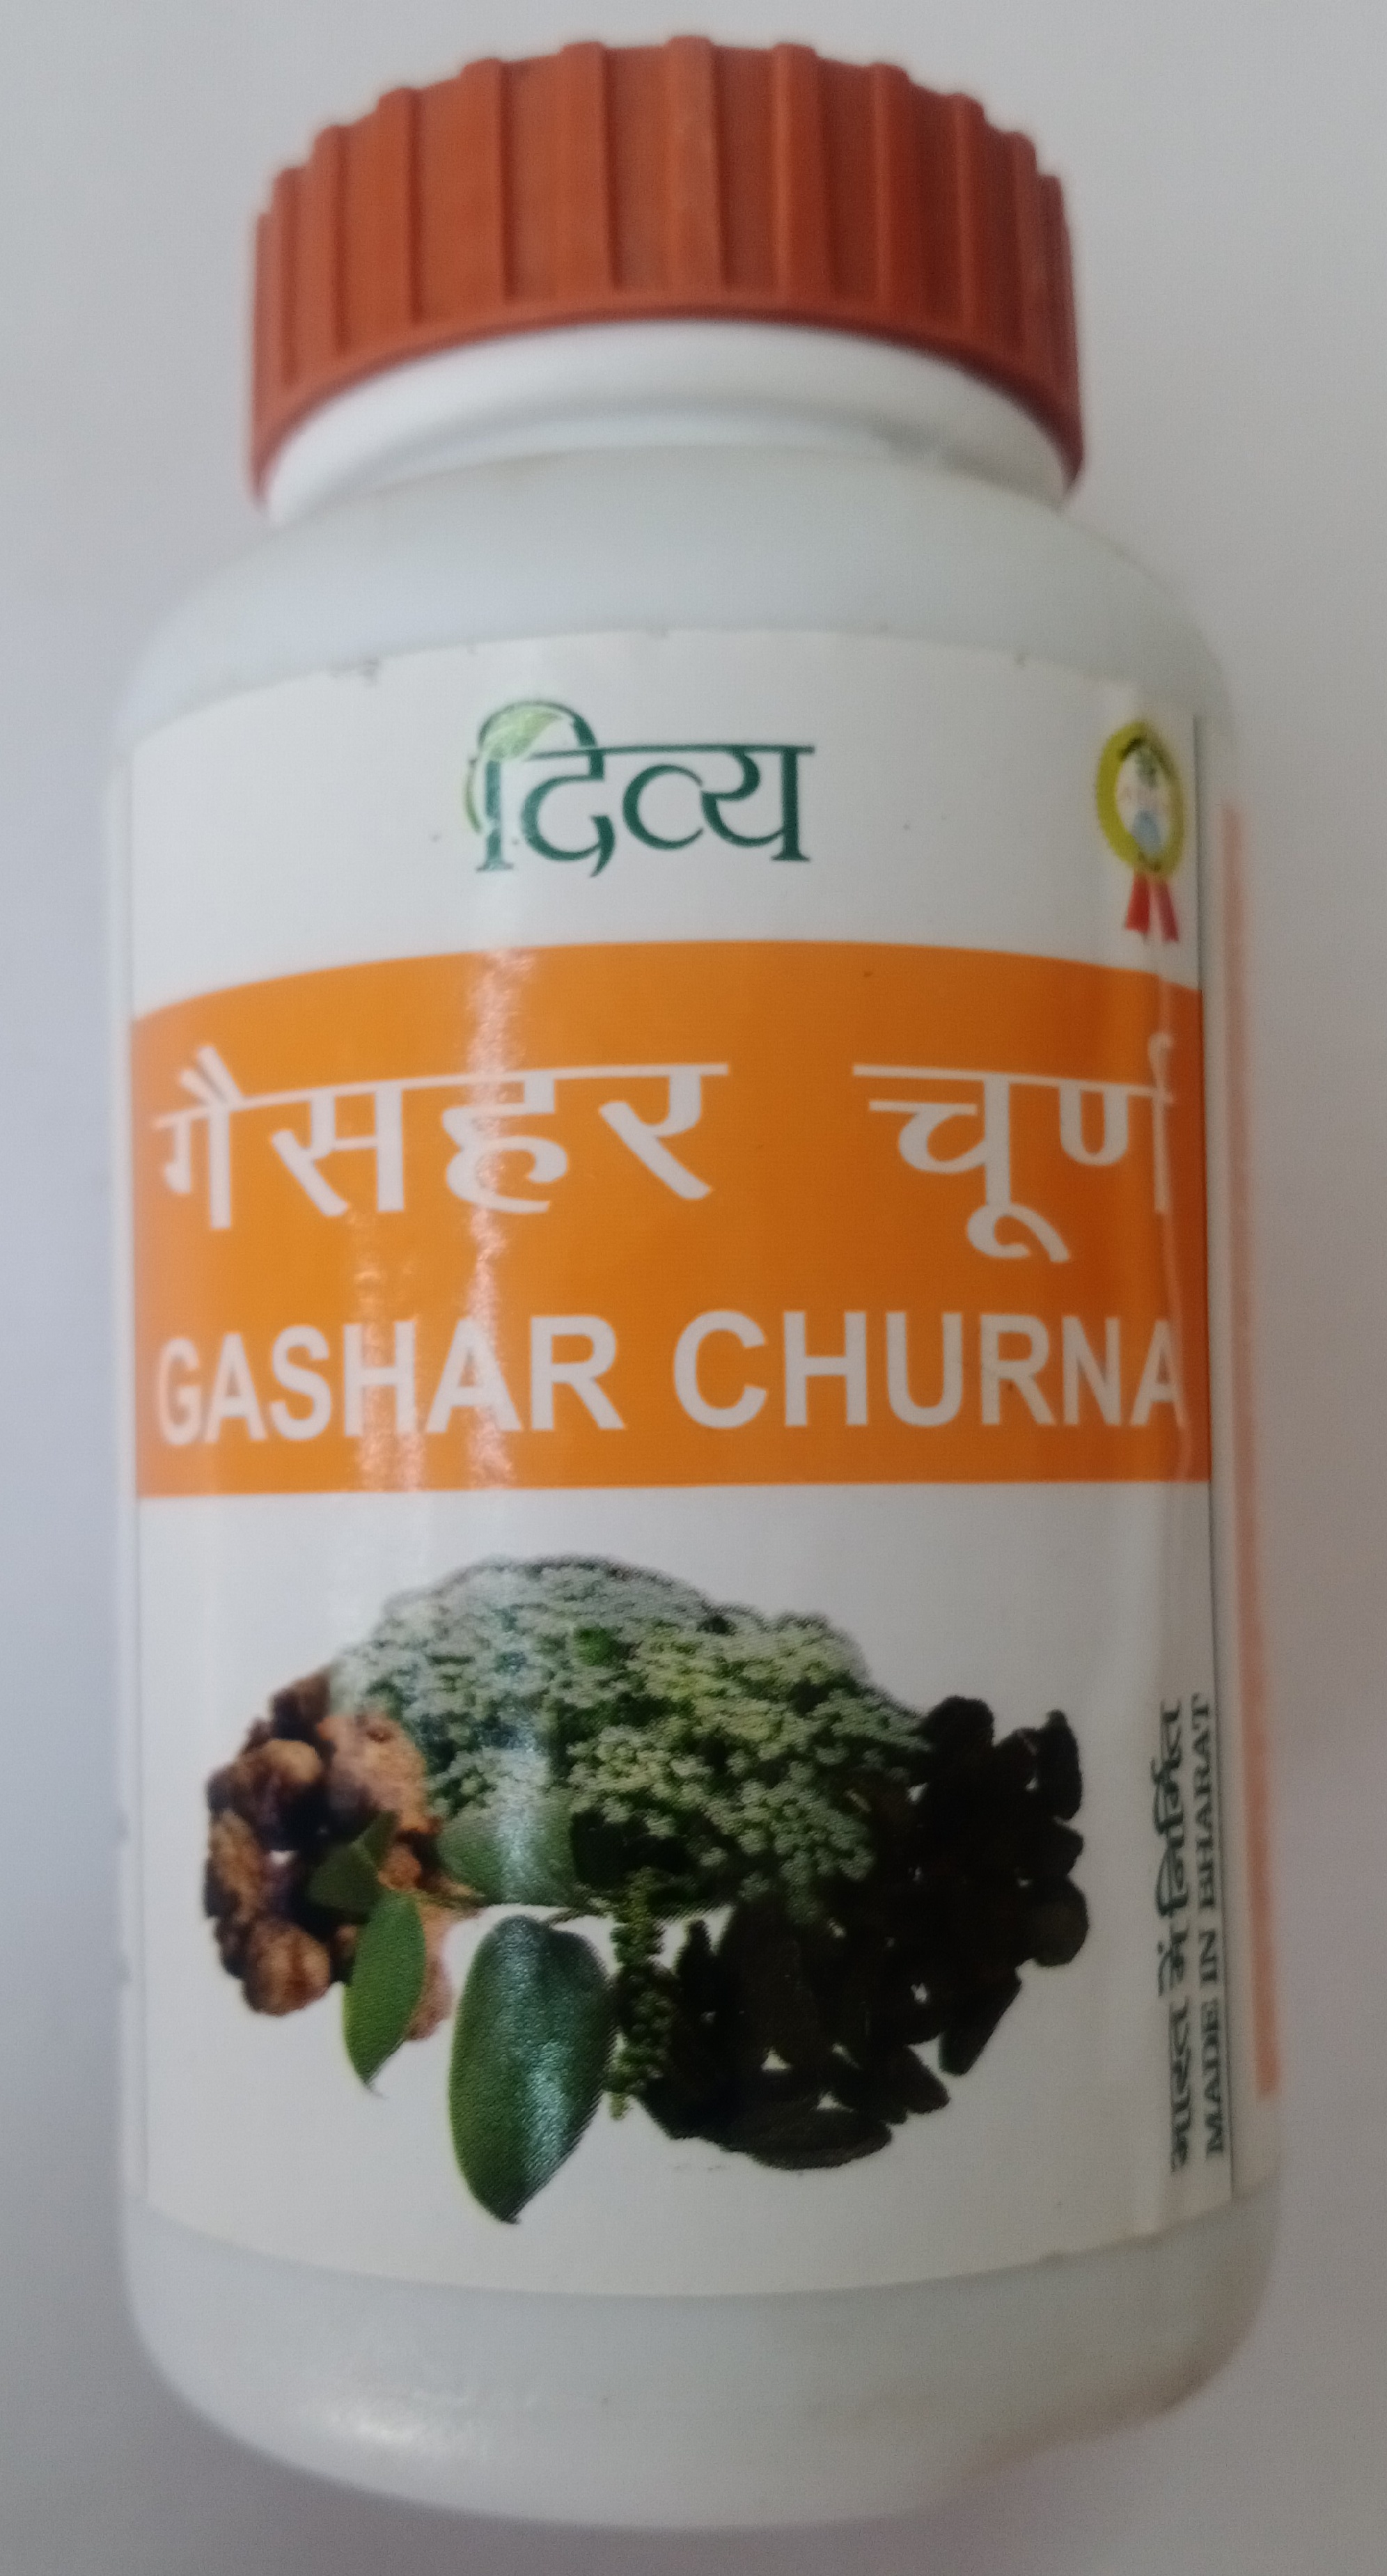 दिव्य
गैसहर चूर्ण
GASHAR CHURNA
भारत में निर्मित
MADE IN BHARAT